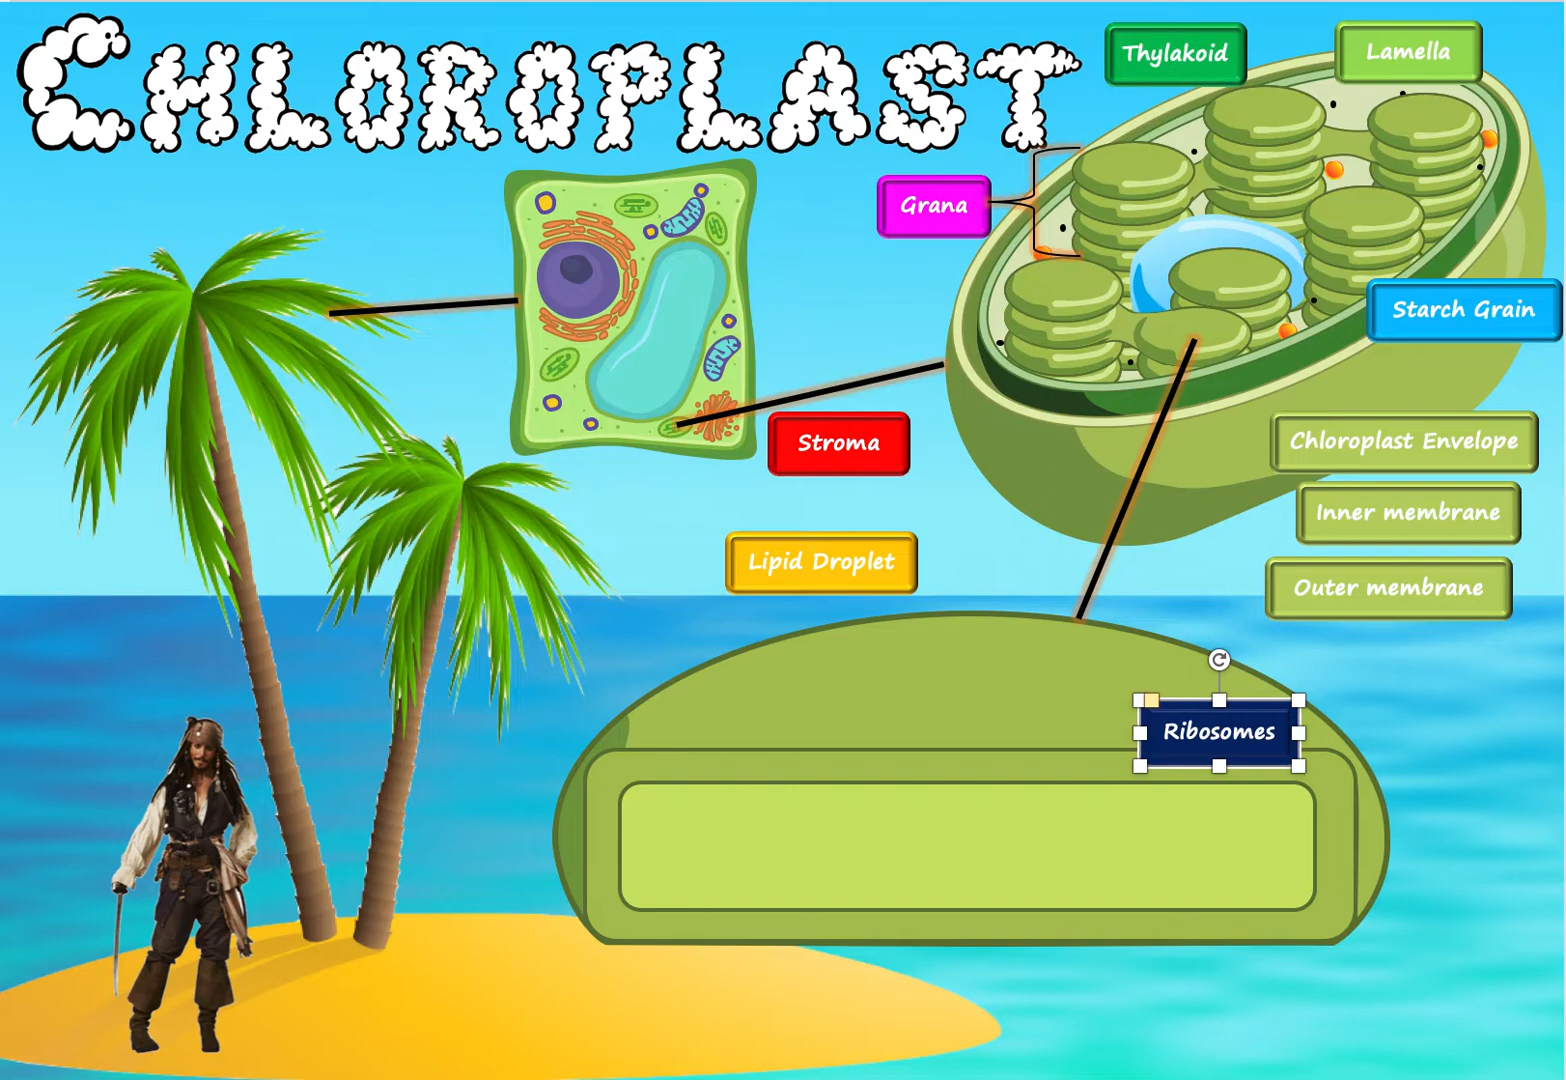 CHLOROPLAST
Thylakoid
Lamella
Grana
Starch Grain
Stroma
Chloroplast Envelope
Inner membrane
Lipid Droplet
Outer membrane
Ribosomes